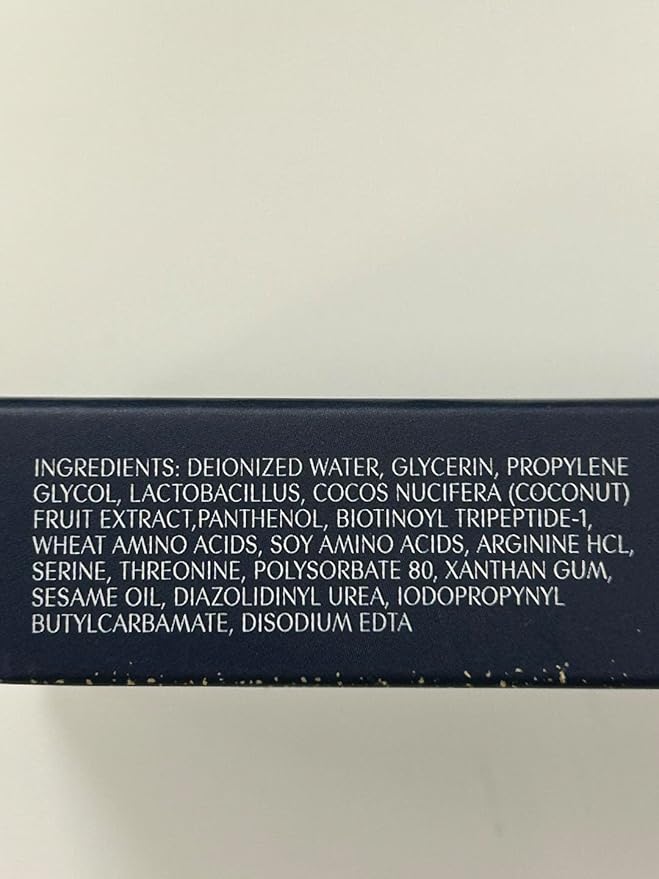 INGREDIENTS: DEIONIZED WATER, GLYCERIN, PROPYLENE
GLYCOL, LACTOBACILLUS, COCOS NUCIFERA (COCONUT)
FRUIT EXTRACT,PANTHENOL, BIOTINOYL TRIPEPTIDE-1,
WHEAT AMINO ACIDS, SOY AMINO ACIDS, ARGININE HCL,
SERINE, THREONINE, POLYSORBATE 80, XANTHAN GUM,
SESAME OIL, DIAZOLIDINYL UREA, IODOPROPYNYL
BUTYLCARBAMATE, DISODIUM EDTA